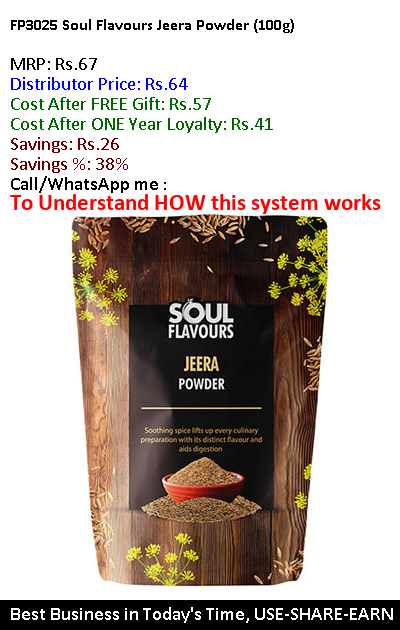 FP3025 Soul Flavours Jeera Powder (100g)
MRP: Rs.67
Distributor Price: Rs.64
Cost After FREE Gift: Rs.57
Cost After ONE Year Loyalty: Rs.41
Savings: Rs.26
Savings %: 38%
Call/WhatsApp me :
To Understand HOW this system works
SOUL
FLAVOURS
JEERA
POWDER
Soothing spice lifts up every culinary
preparation with its distinct flavour and
aids digestion
Best Business in Today's Time, USE-SHARE-EARN